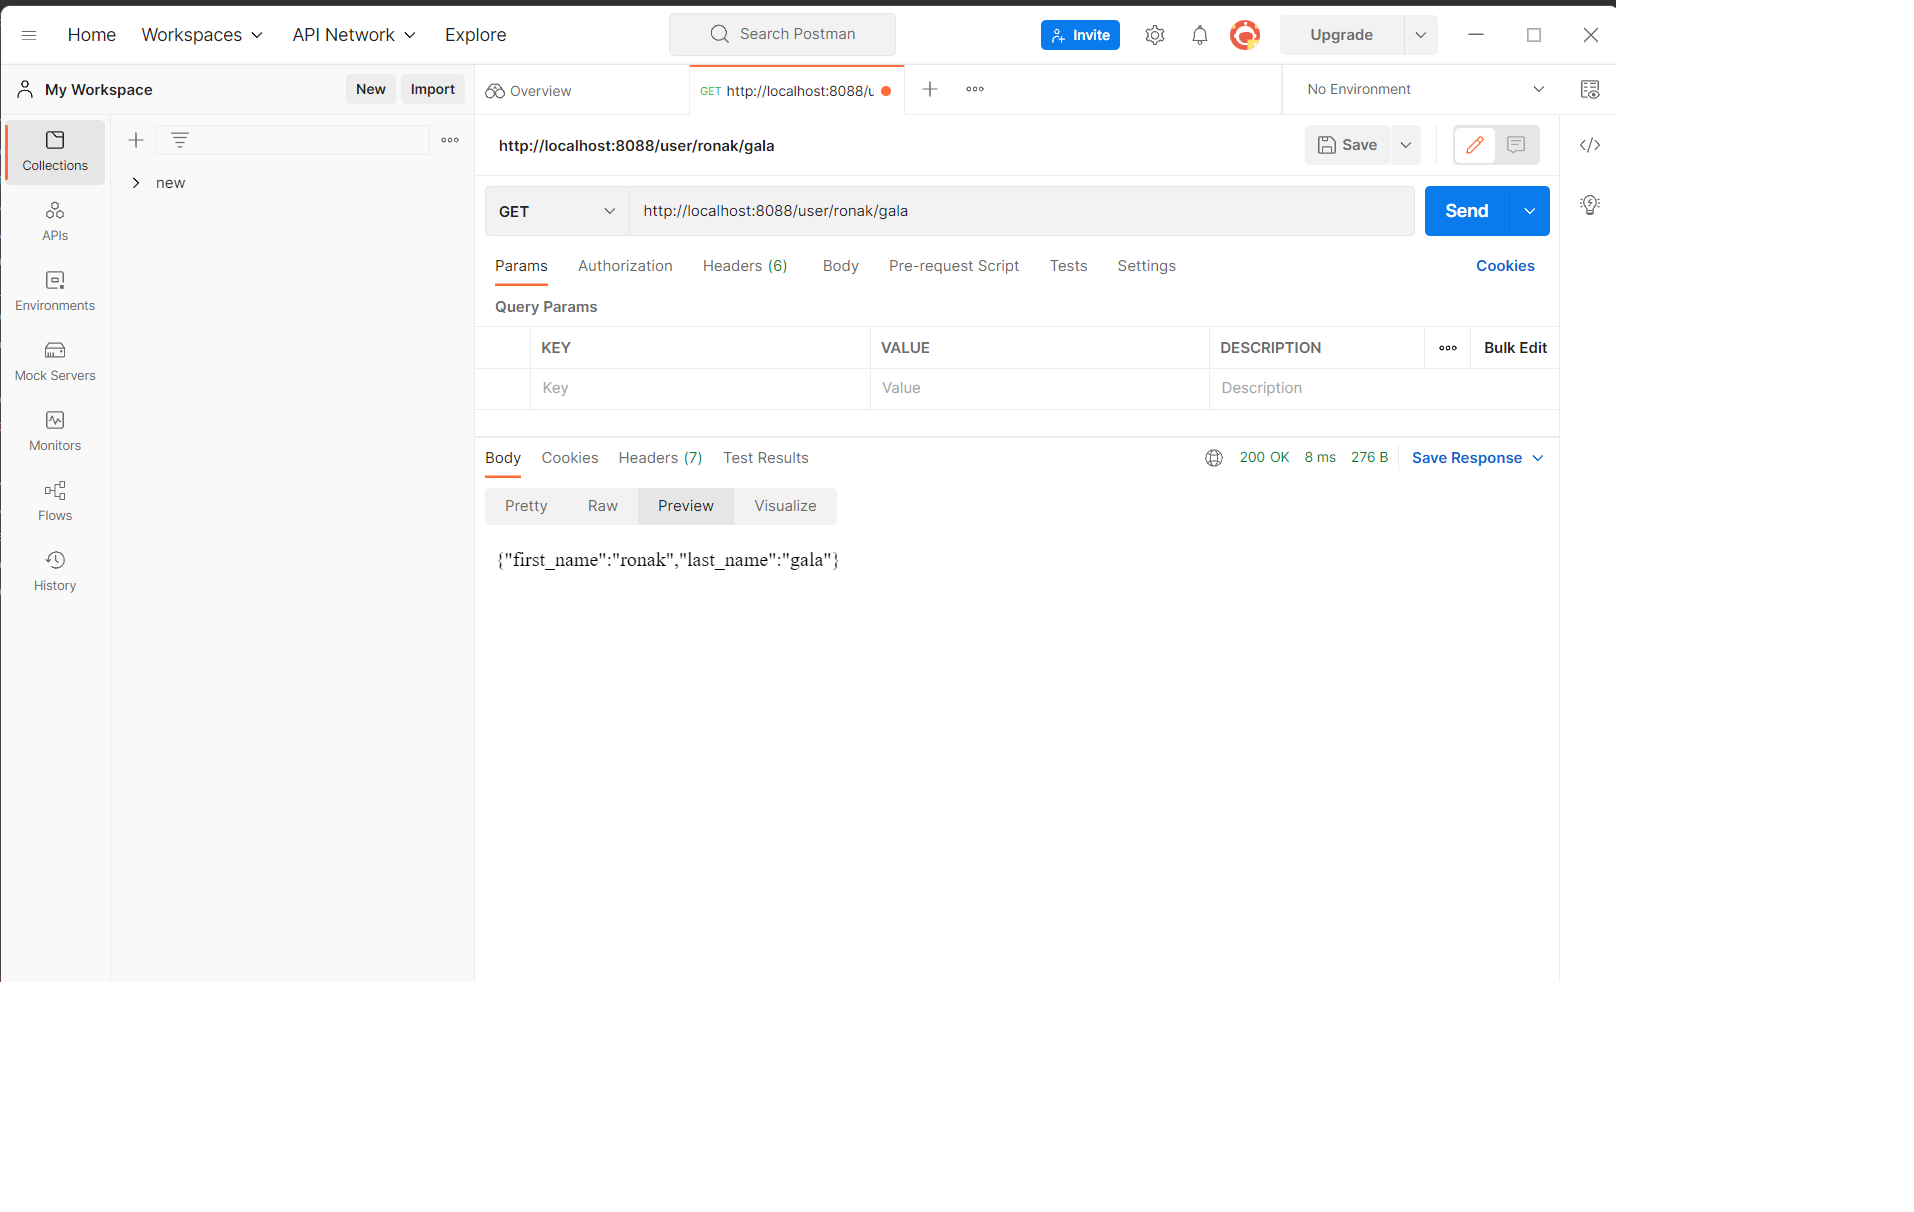 Home Workspaces API Network Explore Search Postman Invite Upgrade
My Workspace New Import Overview GET http://localhost:8088/u No Environment
Collections
APIs
Environments
Mock Servers
Monitors
Flows
History
new
http://localhost:8088/user/ronak/gala Save
GET http://localhost:8088/user/ronak/gala Send
Params Authorization Headers (6) Body Pre-request Script Tests Settings Cookies
Query Params
KEY VALUE DESCRIPTION Bulk Edit
Key Value Description
Body Cookies Headers (7) Test Results 200 OK 8 ms 276 B Save Response
Pretty Raw Preview Visualize
{"first_name":"ronak","last_name":"gala"}